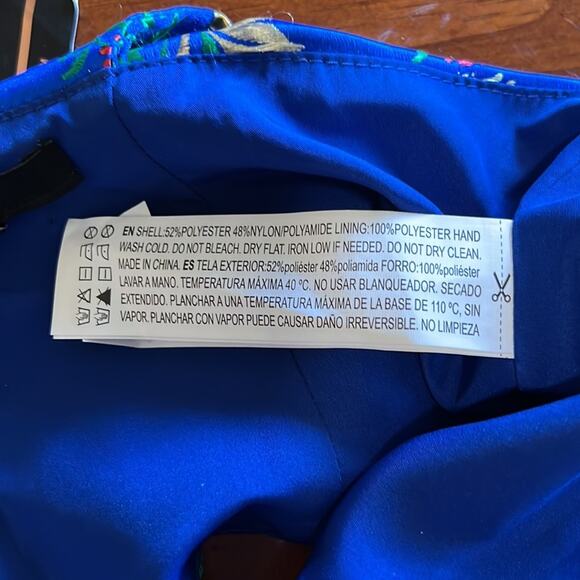 EN SHELL:52%POLYESTER 48%NYLON/POLYAMIDE LINING:100%POLYESTER HAND
WASH COLD. DO NOT BLEACH. DRY FLAT. IRON LOW IF NEEDED. DO NOT DRY CLEAN.
MADE IN CHINA. ES TELA EXTERIOR:52%poliéster 48%poliamida FORRO:100%poliéster
LAVAR A MANO. TEMPERATURA MÁXIMA 40 ºC. NO USAR BLANQUEADOR. SECADO
EXTENDIDO. PLANCHAR A UNA TEMPERATURA MÁXIMA DE LA BASE DE 110 ºC, SIN
VAPOR. PLANCHAR CON VAPOR PUEDE CAUSAR DAÑO IRREVERSIBLE. NO LIMPIEZA